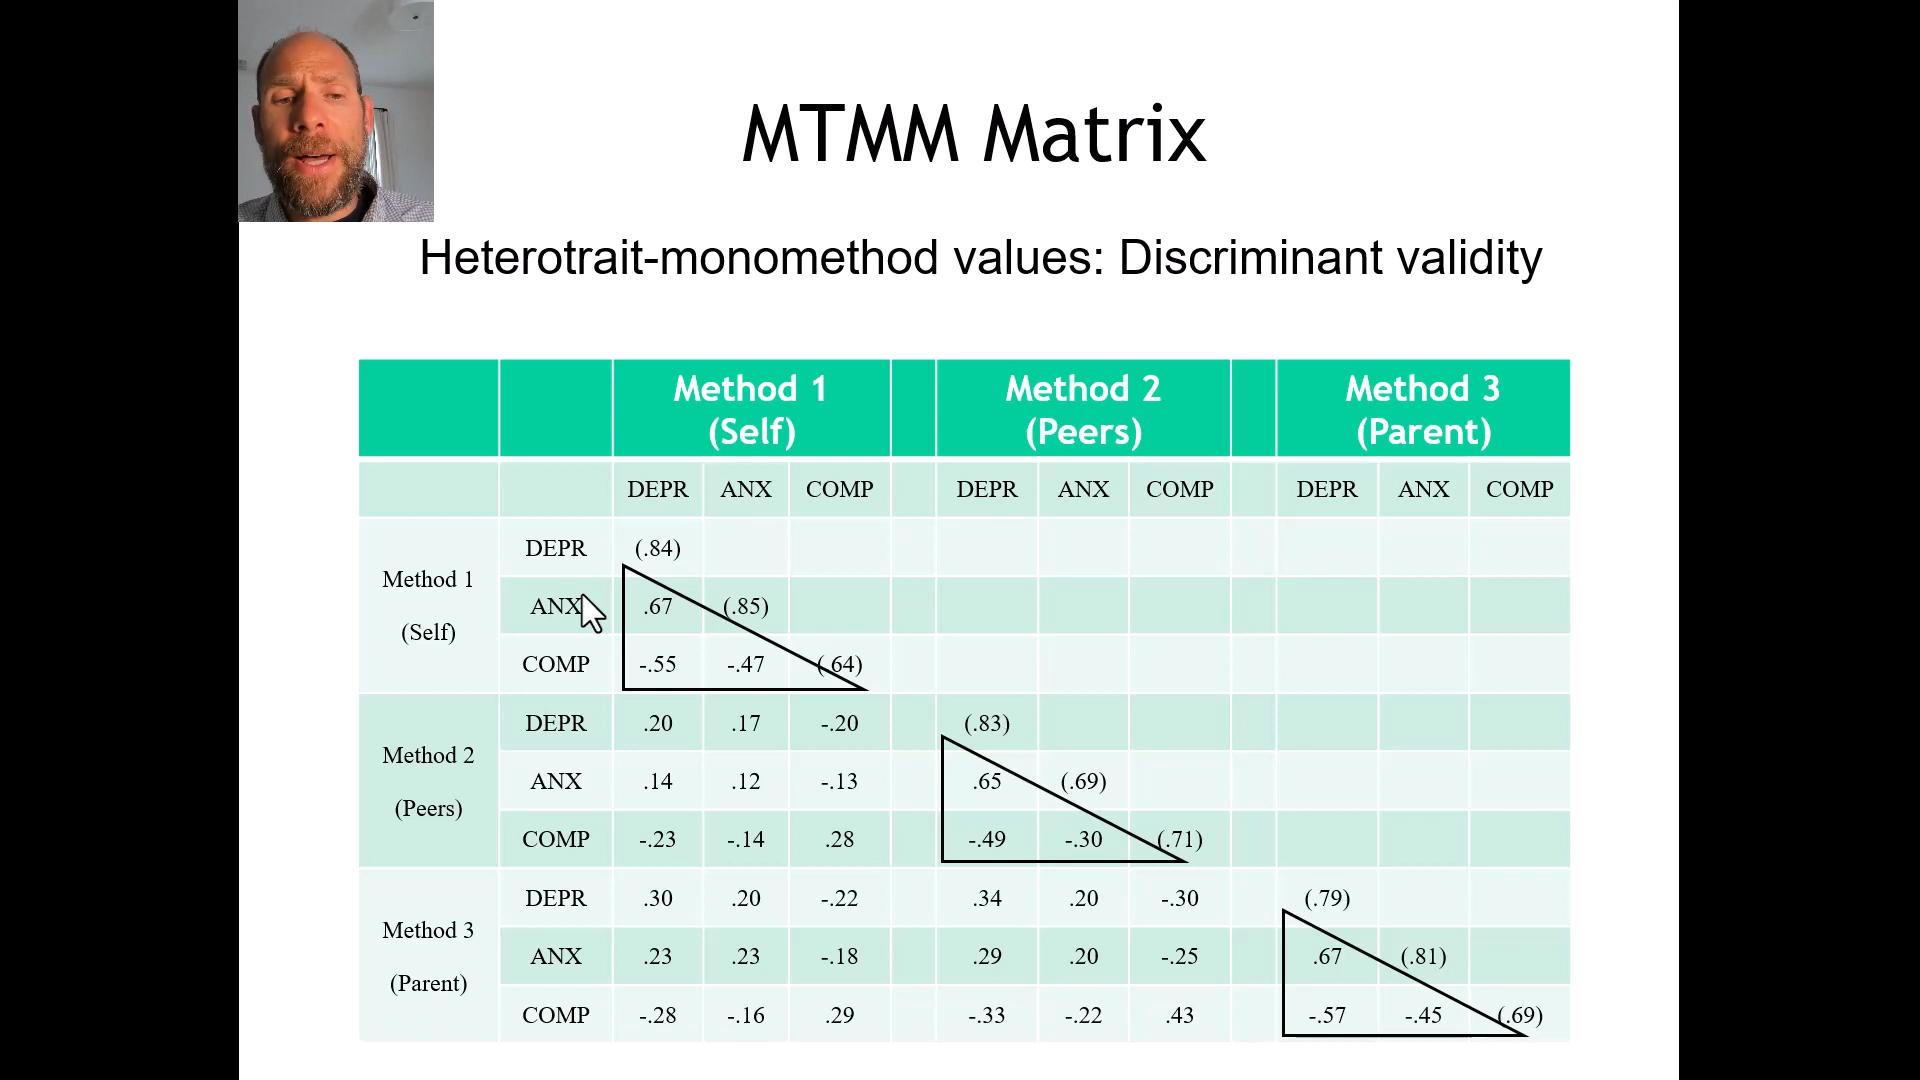 MTMM Matrix
Heterotrait-monomethod values: Discriminant validity
Method 1 Method 2 Method 3
(Self) (Peers) (Parent)
DEPR ANX COMP DEPR ANX COMP DEPR ANX COMP
Method 1
(Self)
DEPR (.84)
ANX .67 (.85)
COMP -.55 -.47 (.64)
Method 2
(Peers)
DEPR .20 .17 -.20 (.83)
ANX .14 .12 -.13 .65 (.69)
COMP -.23 -.14 .28 -.49 -.30 (.71)
Method 3
(Parent)
DEPR .30 .20 -.22 .34 .20 -.30 (.79)
ANX .23 .23 -.18 .29 .20 -.25 .67 (.81)
COMP -.28 -.16 .29 -.33 -.22 .43 -.57 -.45 (.69)